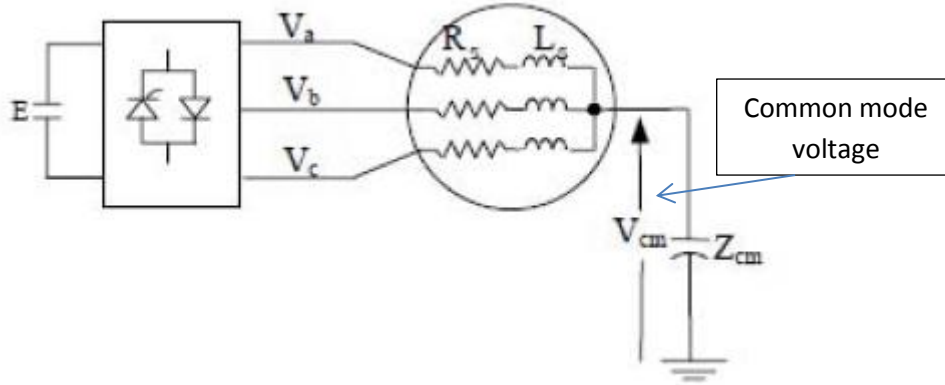 V_a
R_s L_s
E
V_b
Common mode
voltage
V_c
V_cm
Z_cm